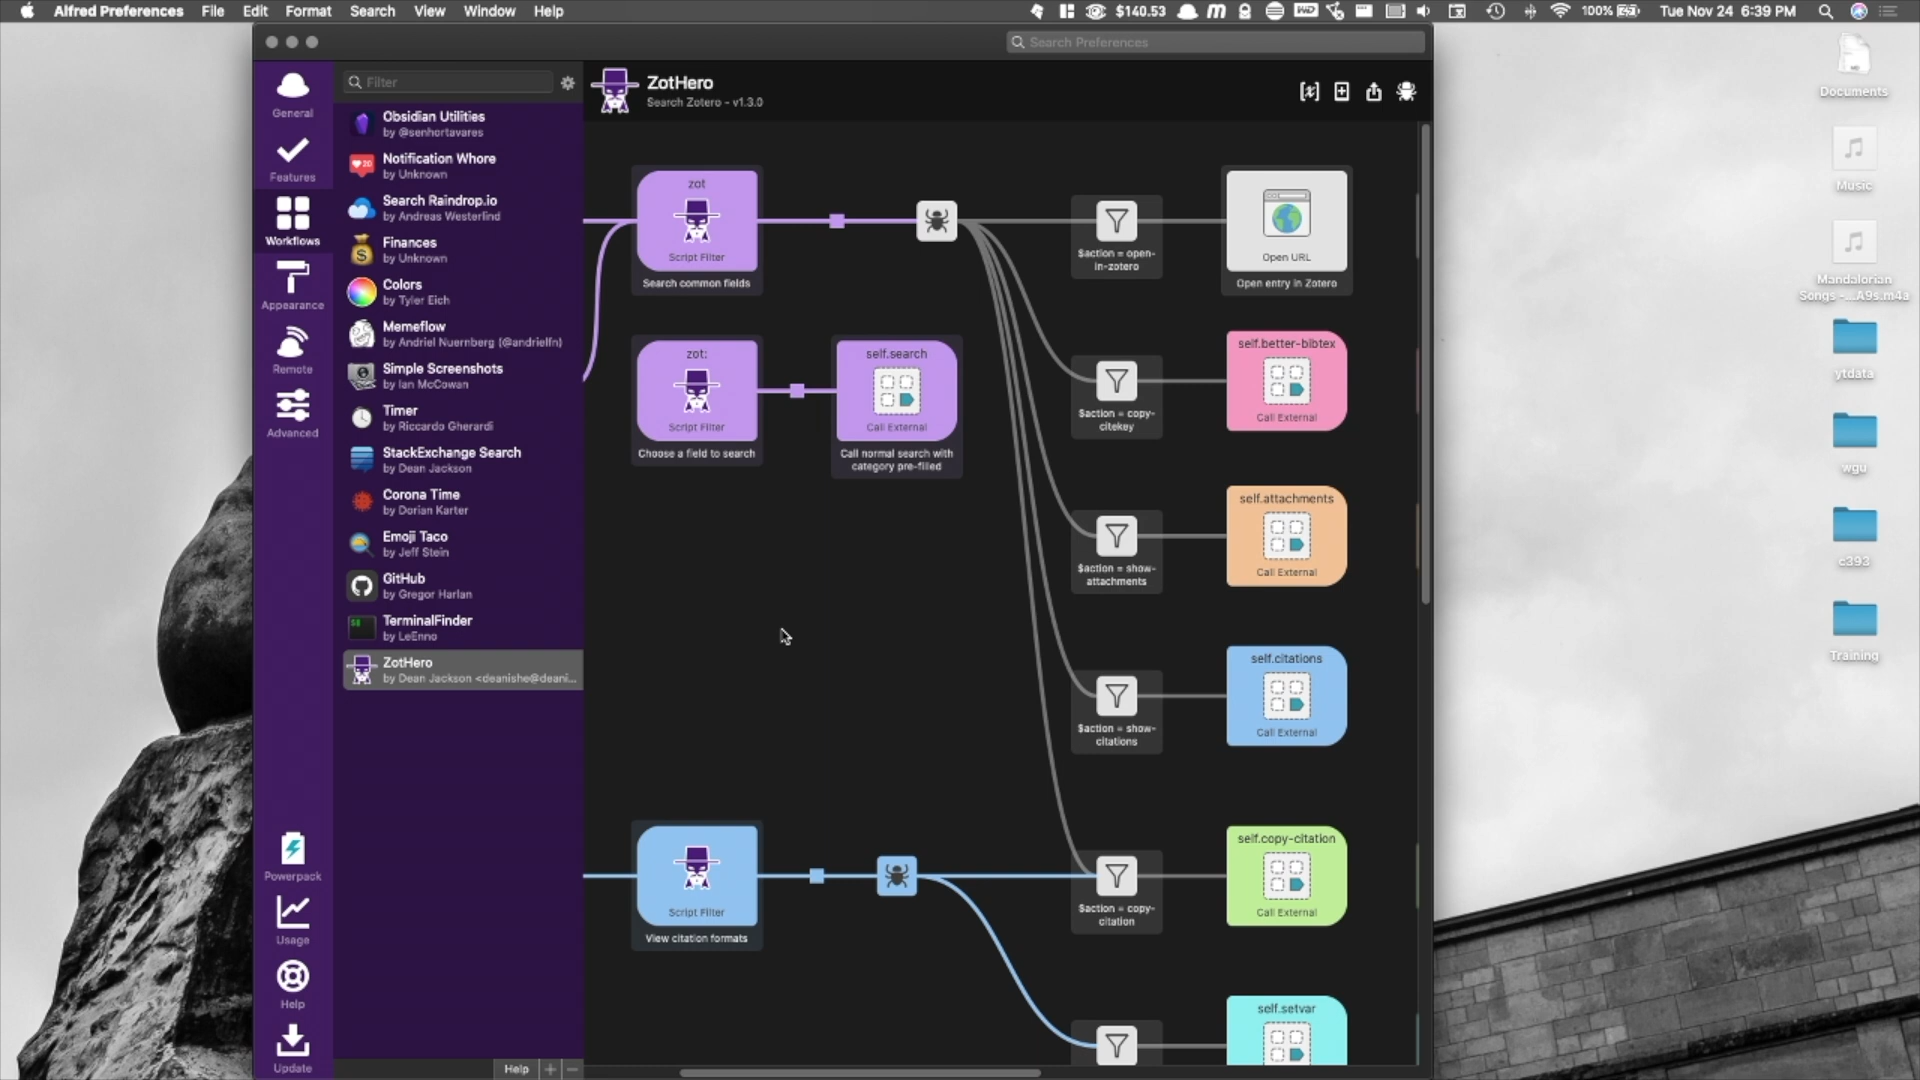 Alfred Preferences File Edit Format Search View Window Help
$140.53 100% Tue Nov 24 6:39 PM
Search Preferences
General
Features
Workflows
Appearance
Remote
Advanced
Powerpack
Usage
Help
Update
Filter
Obsidian Utilities
by @senhortavares
Notification Whore
by Unknown
Search Raindrop.io
by Andreas Westerlind
Finances
by Unknown
Colors
by Tyler Eich
Memeflow
by Andriel Nuernberg (@andrielfn)
Simple Screenshots
by Ian McCowan
Timer
by Riccardo Gherardi
StackExchange Search
by Dean Jackson
Corona Time
by Dorian Karter
Emoji Taco
by Jeff Stein
GitHub
by Gregor Harlan
TerminalFinder
by LeEnno
ZotHero
by Dean Jackson <deanishe@deani...
Help + −
ZotHero
Search Zotero - v1.3.0
zot
Script Filter
Search common fields
$action = open-
in-zotero
Open URL
Open entry in Zotero
zot:
Script Filter
Choose a field to search
self.search
Call External
Call normal search with
category pre-filled
$action = copy-
citekey
self.better-bibtex
Call External
$action = show-
attachments
self.attachments
Call External
$action = show-
citations
self.citations
Call External
Script Filter
View citation formats
$action = copy-
citation
self.copy-citation
Call External
self.setvar
Documents
Music
Mandalorian
Songs -...A9s.m4a
ytdata
wgu
c393
Training